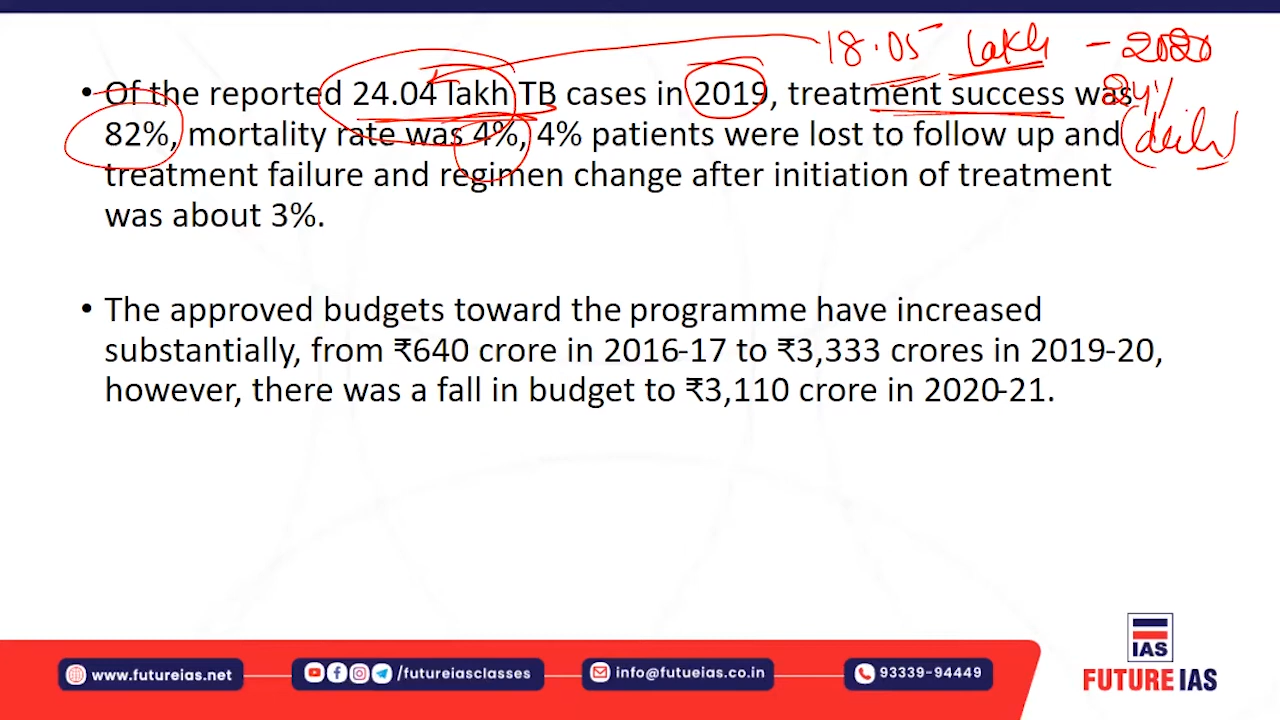 18.05 lakh - 2020
• Of the reported 24.04 lakh TB cases in 2019, treatment success was
24%
82%, mortality rate was 4%, 4% patients were lost to follow up and
treatment failure and regimen change after initiation of treatment
was about 3%.
• The approved budgets toward the programme have increased
substantially, from ₹640 crore in 2016-17 to ₹3,333 crores in 2019-20,
however, there was a fall in budget to ₹3,110 crore in 2020-21.
IAS
FUTURE IAS
www.futureias.net
/futureiasclasses
info@futueias.co.in
93339-94449